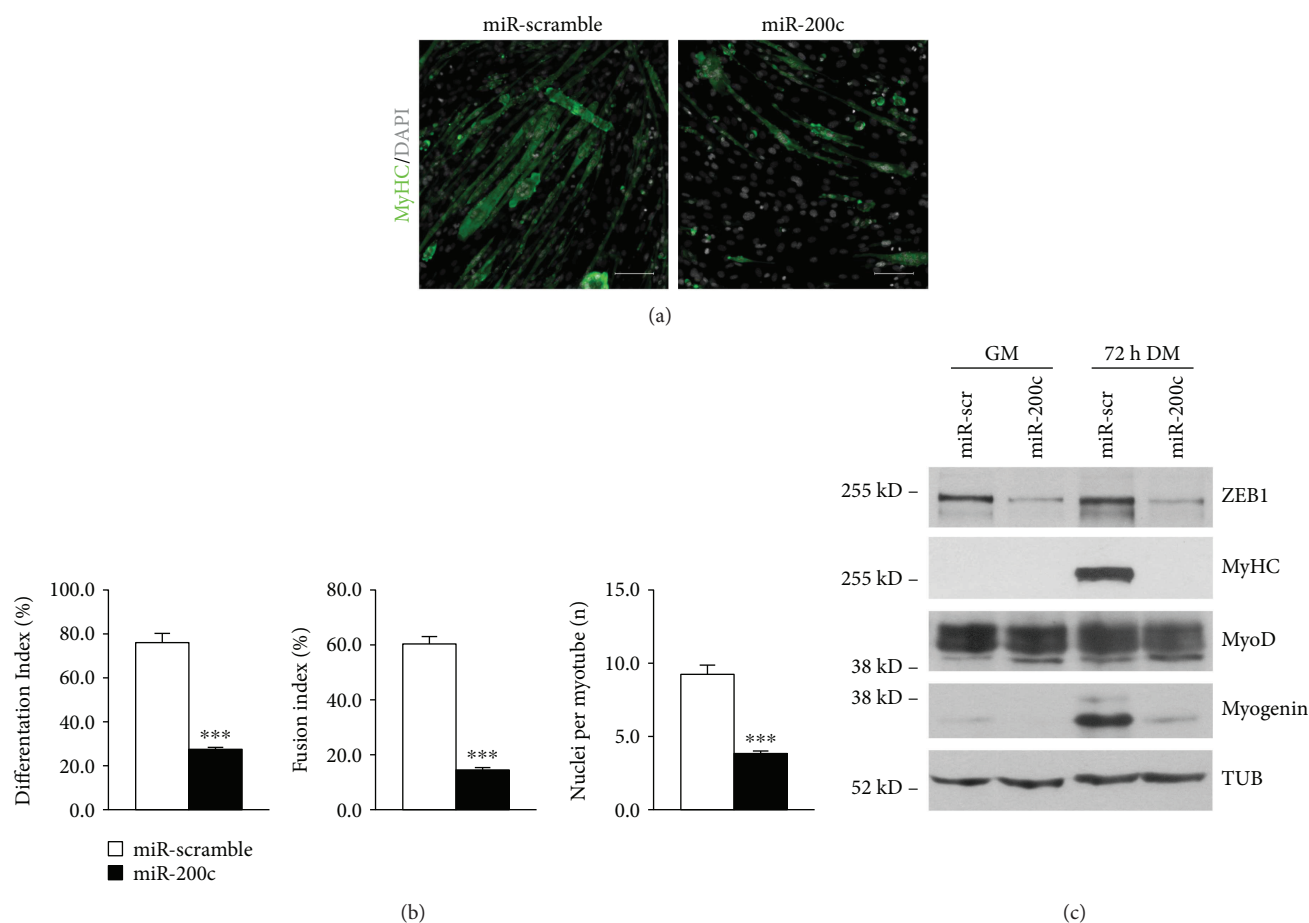 miR-scramble
miR-200c
MyHC/DAPI
(a)
Differentation Index (%)
100.0
80.0
60.0
40.0
20.0
0.0
***
Fusion index (%)
80.0
60.0
40.0
20.0
0.0
***
Nuclei per myotube (n)
15.0
10.0
5.0
0.0
***
miR-scramble
miR-200c
(b)
GM
72 h DM
miR-scr
miR-200c
miR-scr
miR-200c
255 kD –
ZEB1
255 kD –
MyHC
MyoD
38 kD –
38 kD –
Myogenin
52 kD –
TUB
(c)